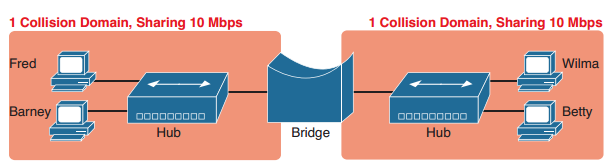 1 Collision Domain, Sharing 10 Mbps
1 Collision Domain, Sharing 10 Mbps
Fred
Wilma
Barney
Betty
Hub
Bridge
Hub